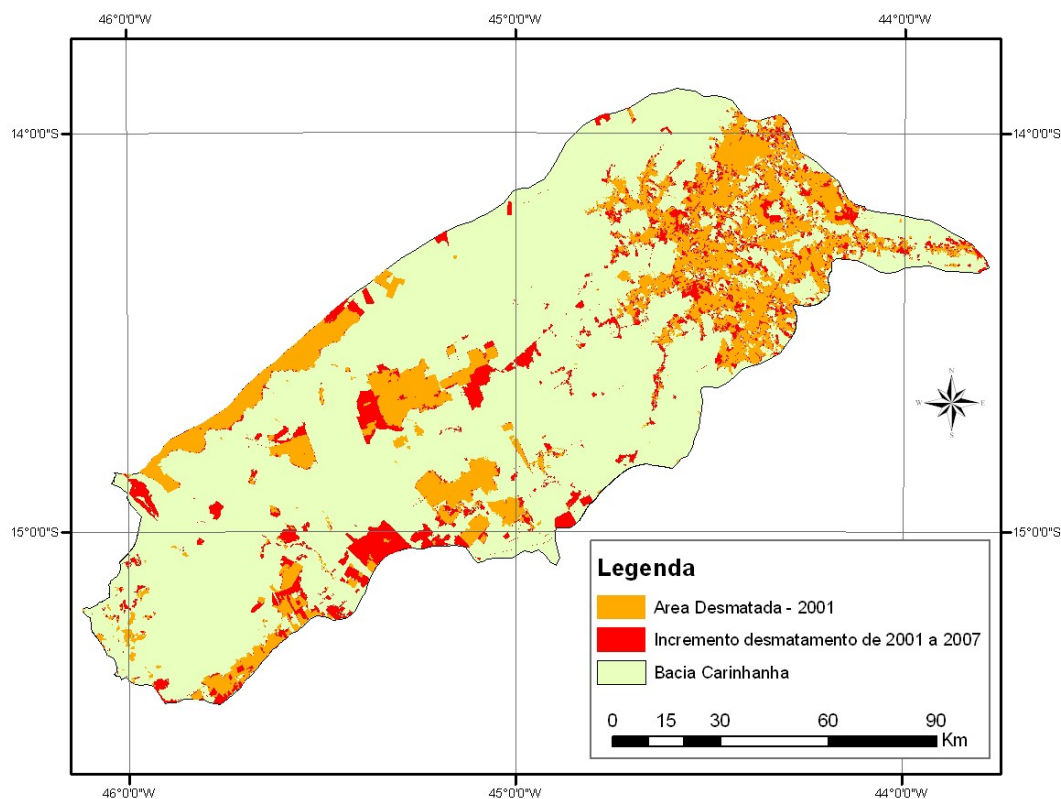 46°0'0"W 45°0'0"W 44°0'0"W
14°0'0"S 14°0'0"S
N
W E
S
15°0'0"S 15°0'0"S
Legenda
Area Desmatada - 2001
Incremento desmatamento de 2001 a 2007
Bacia Carinhanha
0 15 30 60 90
Km
46°0'0"W 45°0'0"W 44°0'0"W